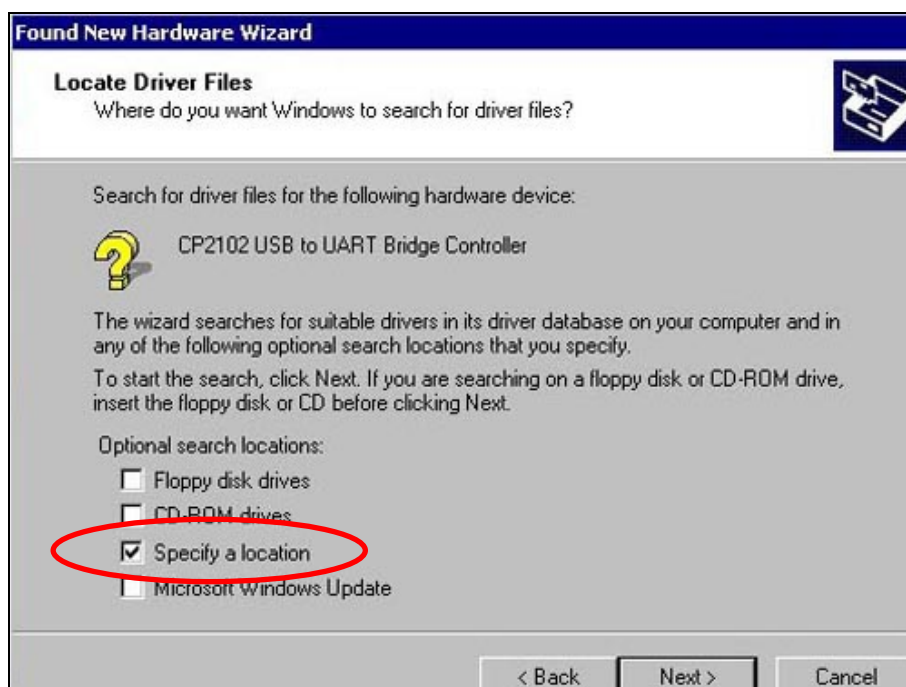 Found New Hardware Wizard
Locate Driver Files
Where do you want Windows to search for driver files?
Search for driver files for the following hardware device:
CP2102 USB to UART Bridge Controller
The wizard searches for suitable drivers in its driver database on your computer and in
any of the following optional search locations that you specify.
To start the search, click Next. If you are searching on a floppy disk or CD-ROM drive,
insert the floppy disk or CD before clicking Next.
Optional search locations:
Floppy disk drives
CD-ROM drives
Specify a location
Microsoft Windows Update
< Back Next > Cancel